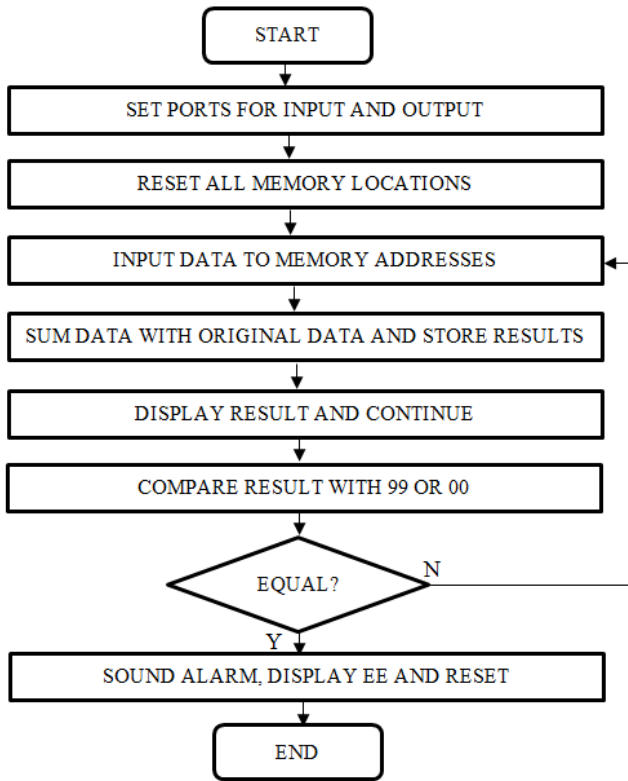 START
SET PORTS FOR INPUT AND OUTPUT
RESET ALL MEMORY LOCATIONS
INPUT DATA TO MEMORY ADDRESSES
SUM DATA WITH ORIGINAL DATA AND STORE RESULTS
DISPLAY RESULT AND CONTINUE
COMPARE RESULT WITH 99 OR 00
EQUAL?
N
Y
SOUND ALARM, DISPLAY EE AND RESET
END